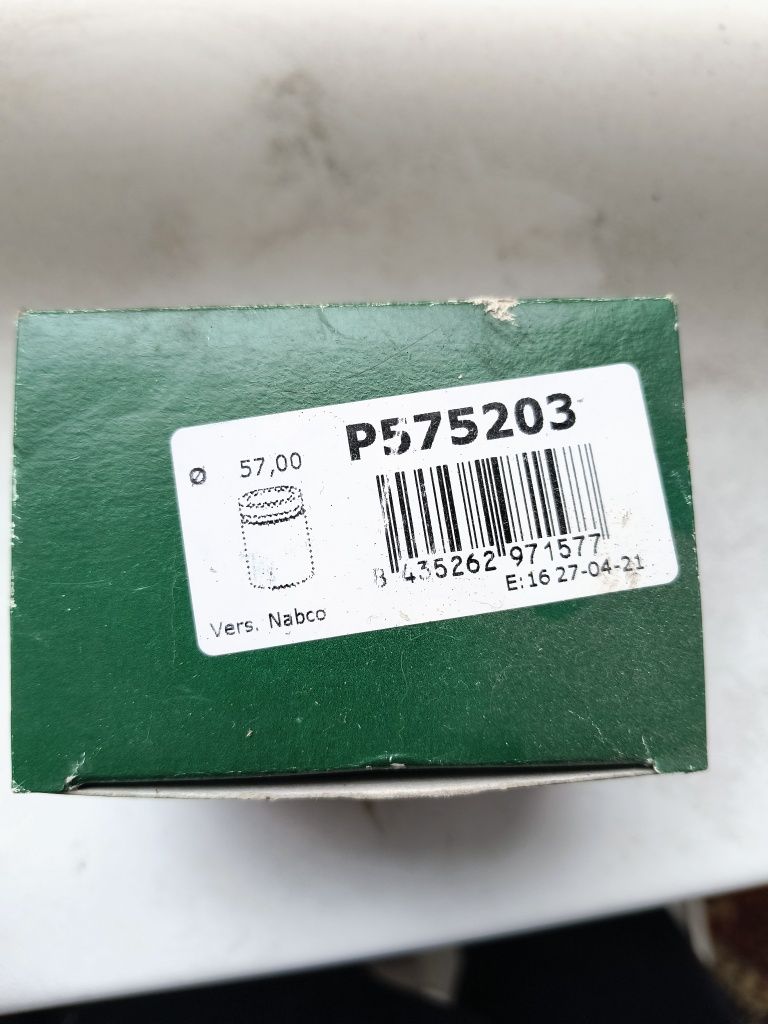 P575203
ø 57,00
8 435262 971577
E:16 27-04-21
Vers. Nabco